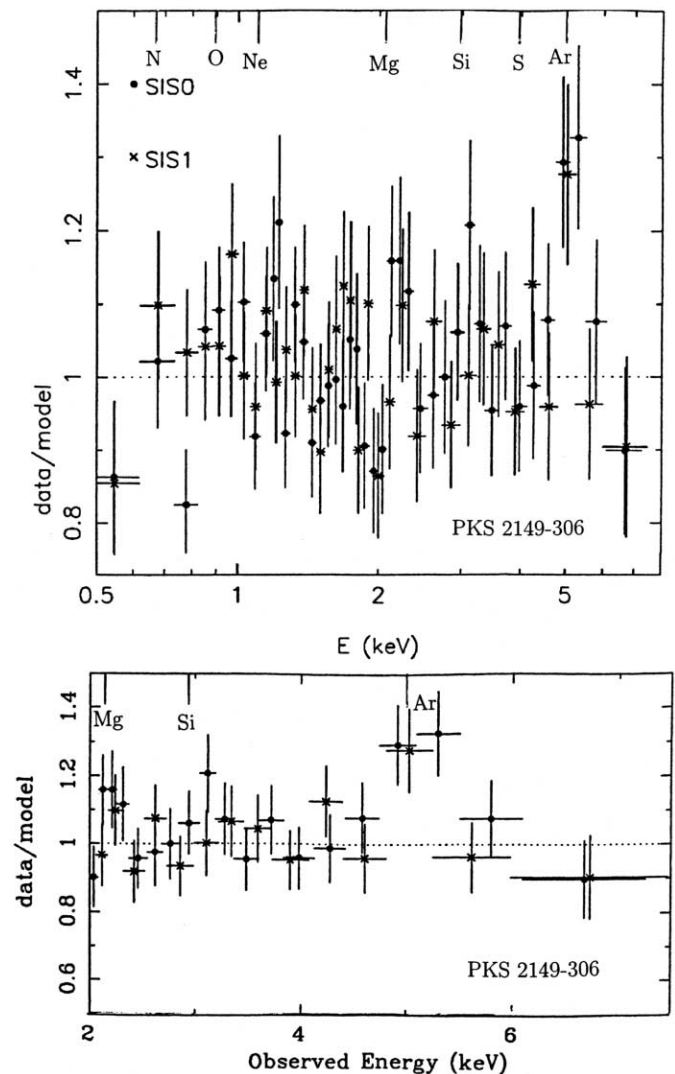 N O Ne Mg Si S Ar
• SIS0
× SIS1
1.4
1.2
1
0.8
data/model
PKS 2149-306
0.5 1 2 5
E (keV)
Mg Si Ar
1.4
1.2
1
0.8
0.6
data/model
PKS 2149-306
2 4 6
Observed Energy (keV)